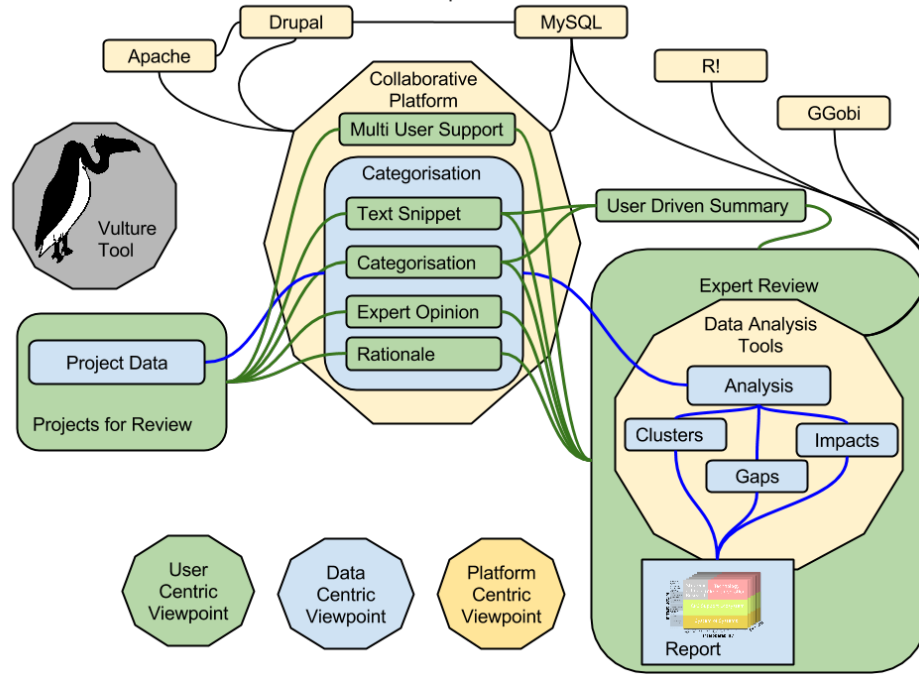 Drupal
MySQL
Apache
R!
GGobi
Collaborative
Platform
Multi User Support
Categorisation
Text Snippet
User Driven Summary
Vulture
Tool
Categorisation
Expert Review
Expert Opinion
Data Analysis
Tools
Project Data
Rationale
Analysis
Projects for Review
Clusters
Impacts
Gaps
User
Centric
Viewpoint
Data
Centric
Viewpoint
Platform
Centric
Viewpoint
Report